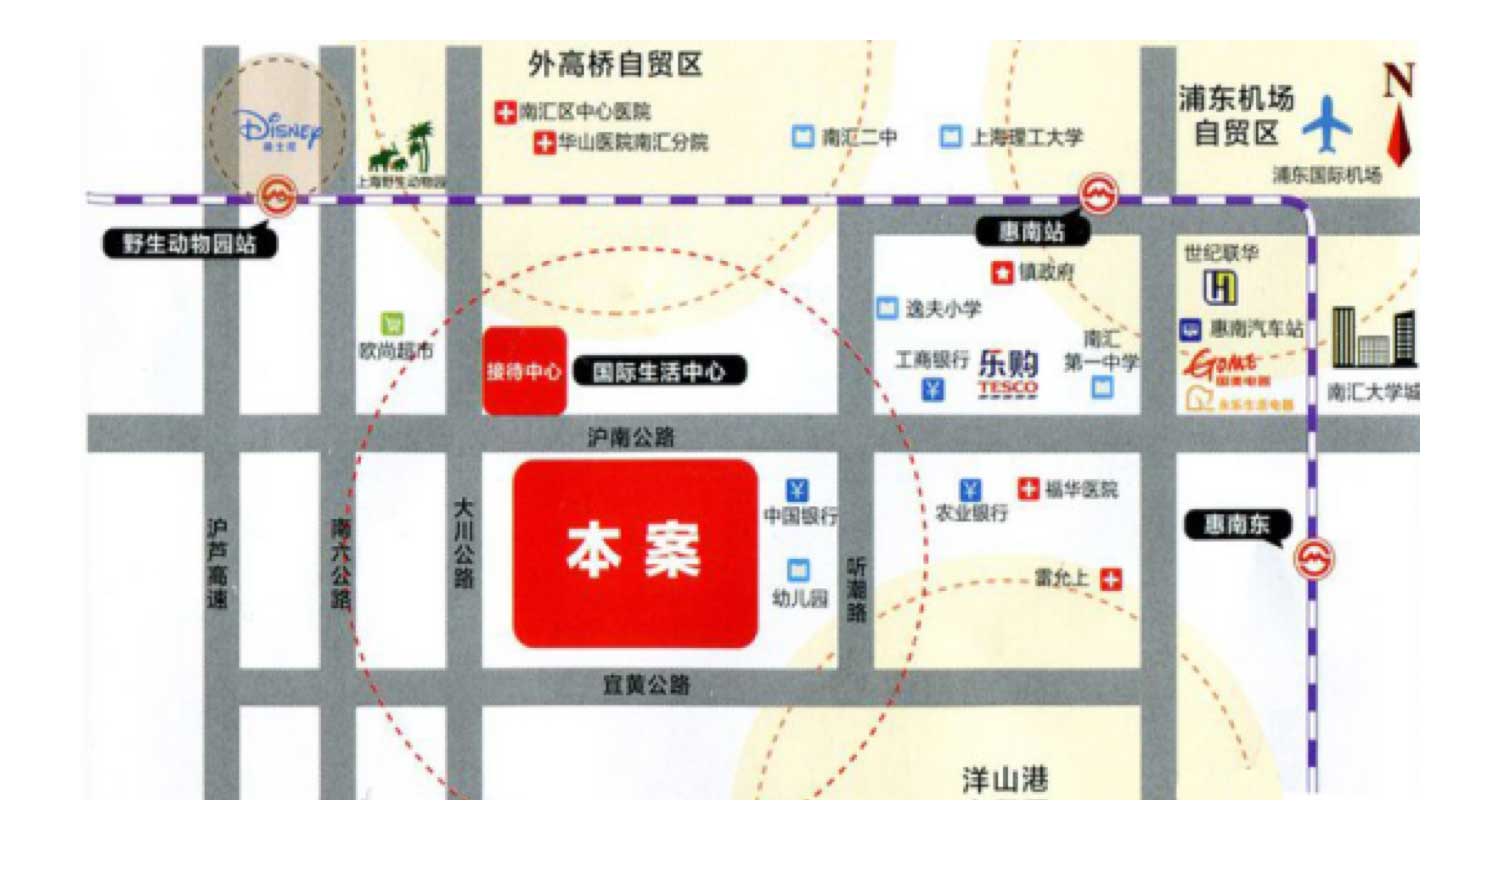 外高桥自贸区
南汇区中心医院
华山医院南汇分院
南汇二中
上海理工大学
浦东机场
自贸区
N
浦东国际机场
DISNEY
迪士尼
上海野生动物园
野生动物园站
惠南站
镇政府
世纪联华
逸夫小学
惠南汽车站
欧尚超市
接待中心
国际生活中心
工商银行
乐购
TESCO
南汇
第一中学
GOME
国美电器
永乐生活电器
南汇大学城
沪南公路
本案
中国银行
幼儿园
农业银行
福华医院
雷允上
惠南东
沪芦高速
南六公路
大川公路
听潮路
宣黄公路
洋山港